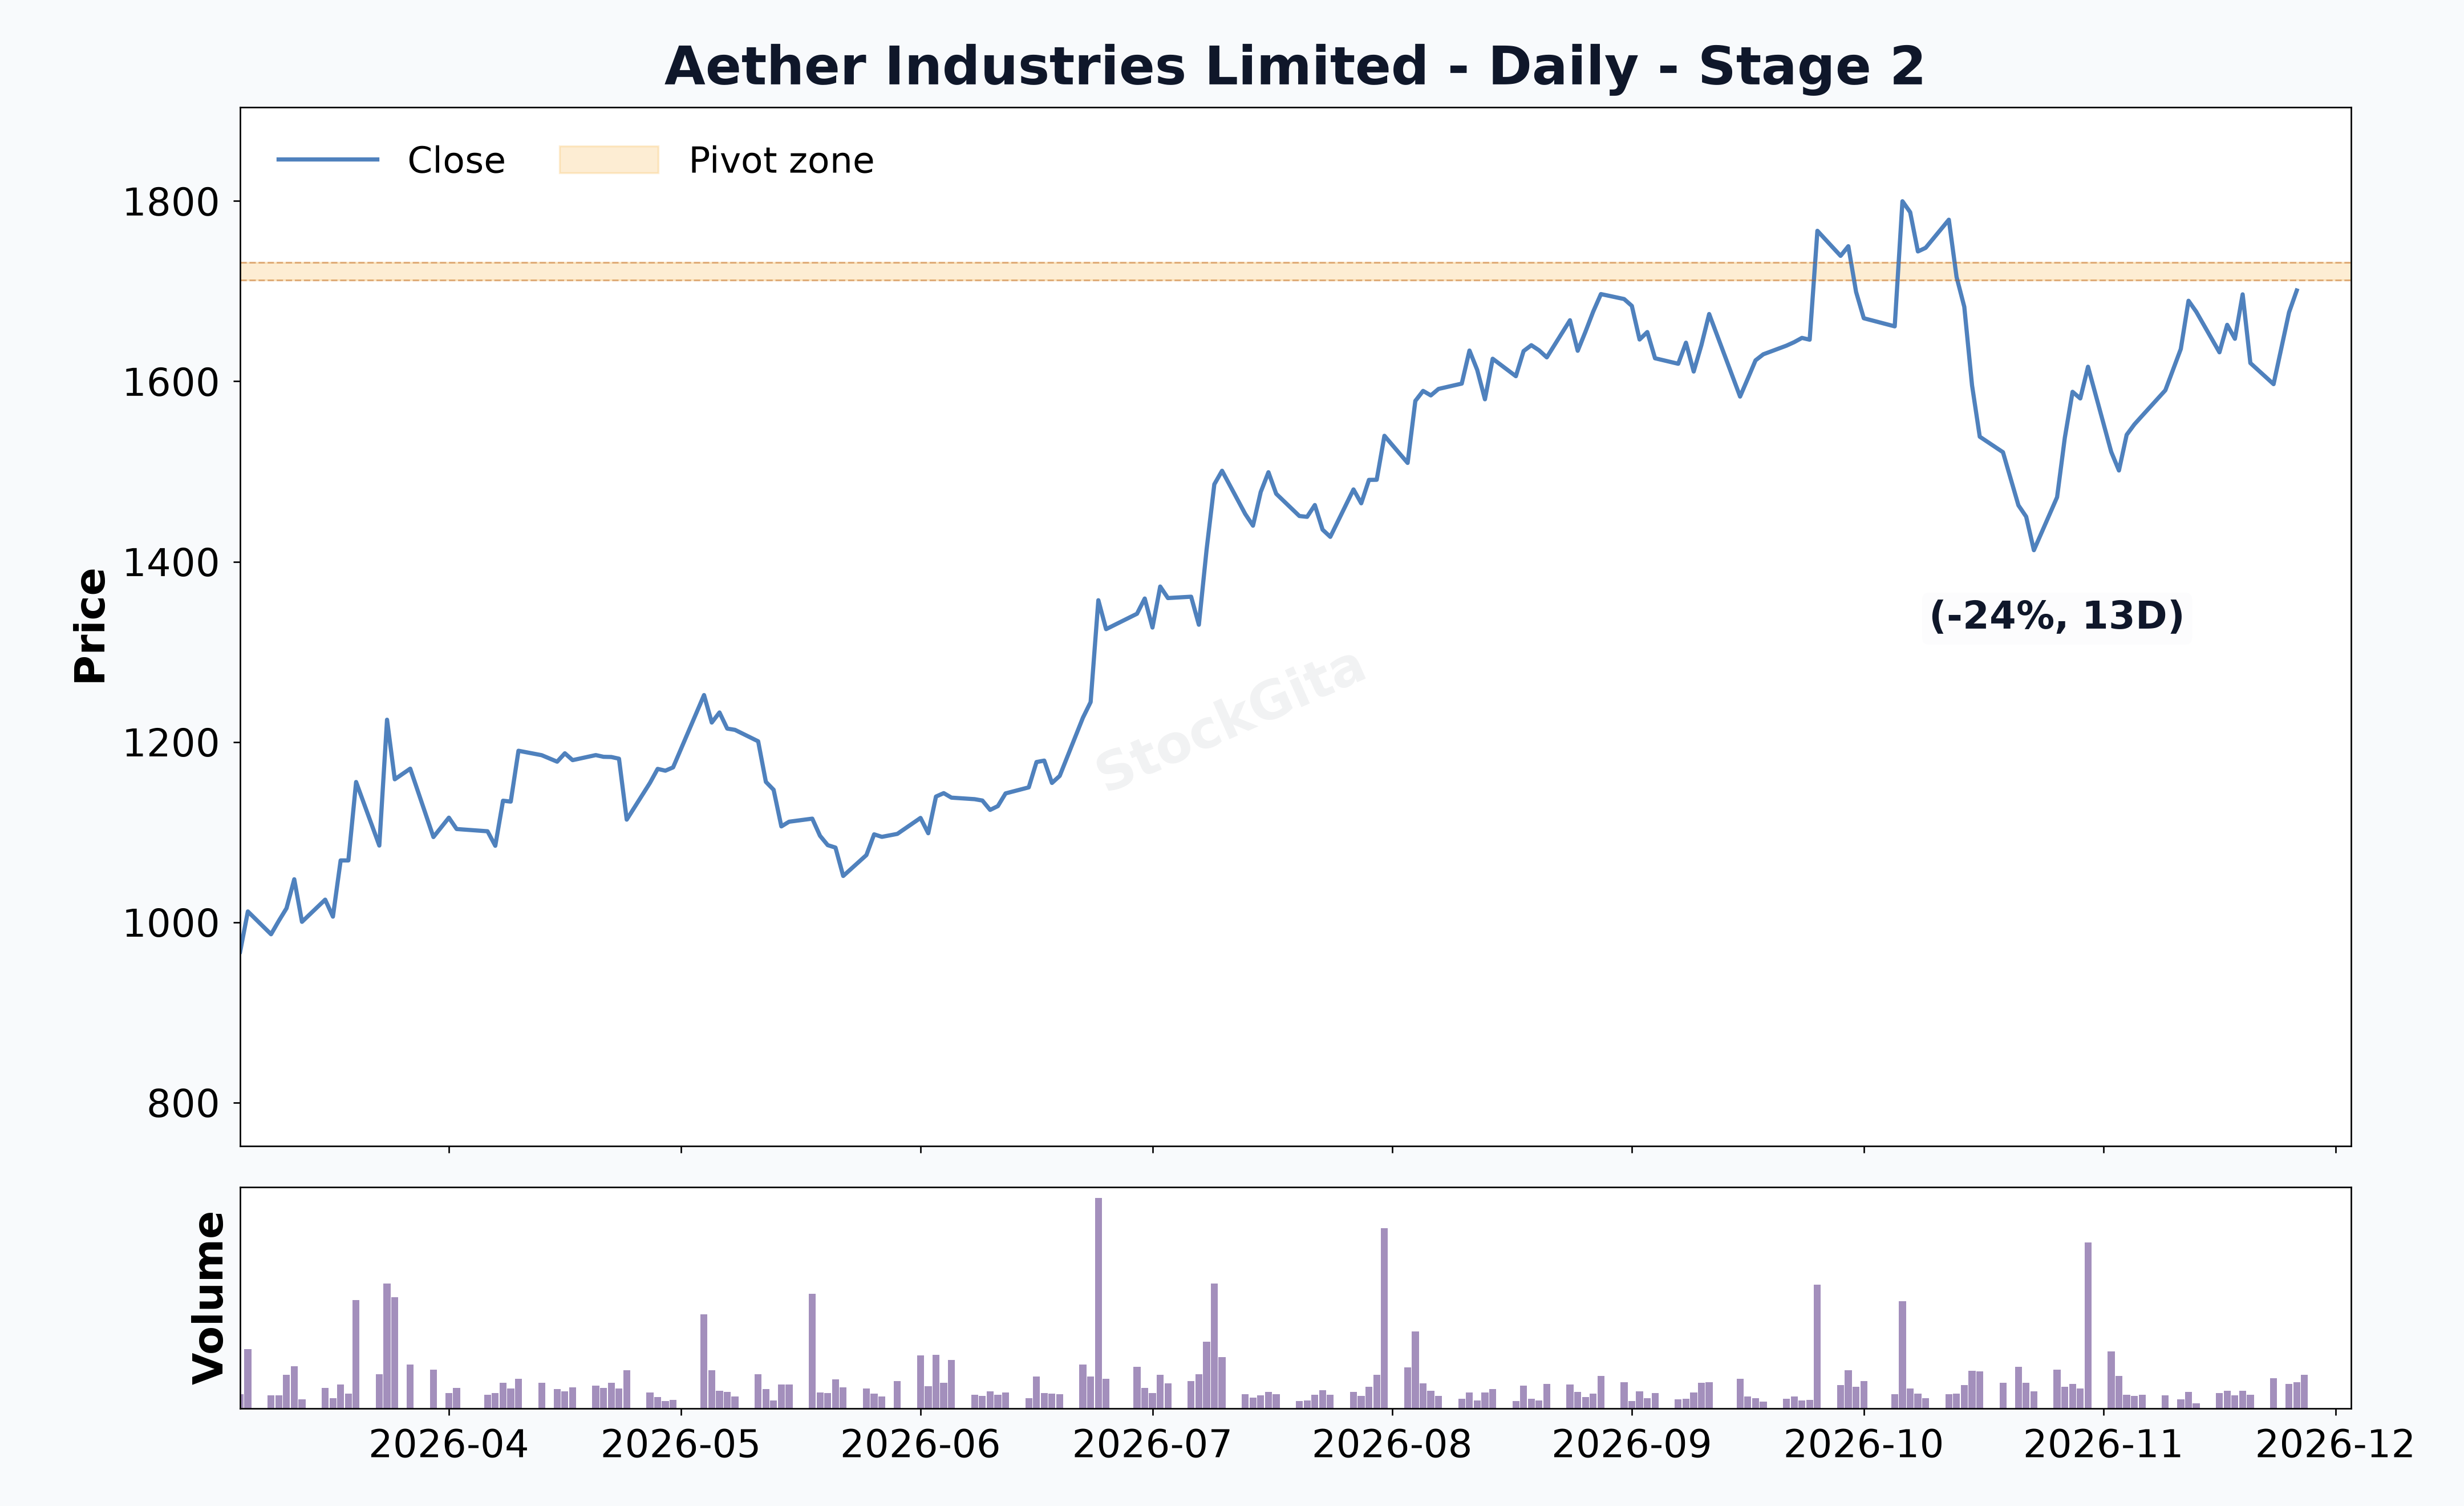 Aether Industries Limited - Daily - Stage 2
Close
Pivot zone
1800
1600
1400
1200
1000
800
Price
(-24%, 13D)
StockGita
Volume
2026-04
2026-05
2026-06
2026-07
2026-08
2026-09
2026-10
2026-11
2026-12